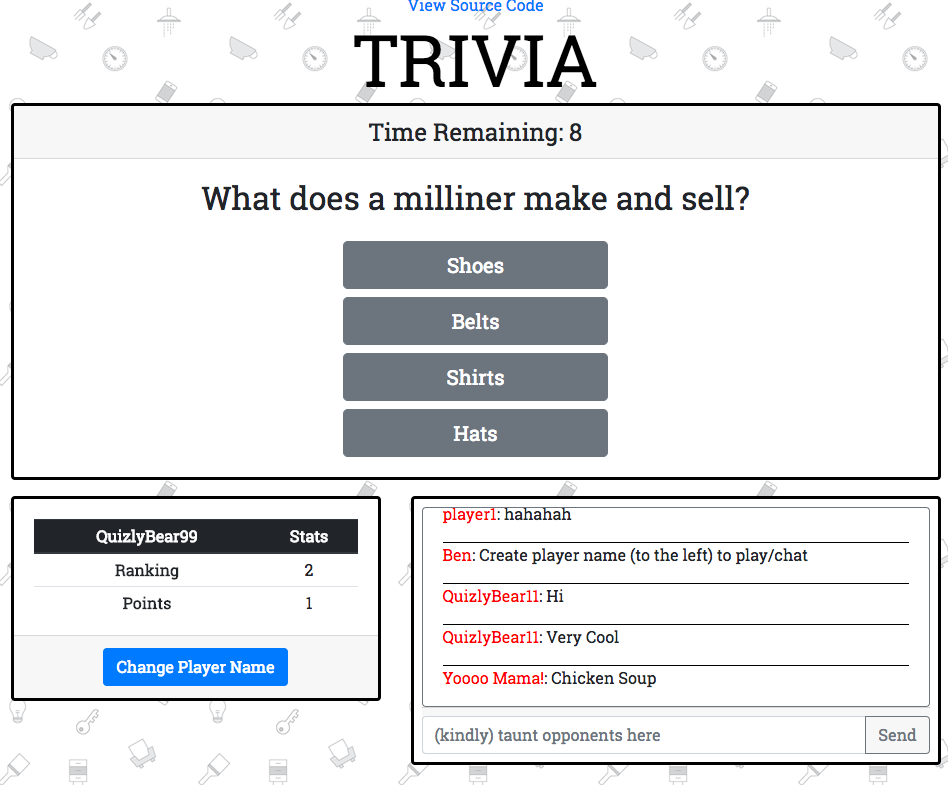 View Source Code
TRIVIA
Time Remaining: 8
What does a milliner make and sell?
Shoes
Belts
Shirts
Hats
QuizlyBear99 Stats
Ranking 2
Points 1
Change Player Name
player1: hahahah
Ben: Create player name (to the left) to play/chat
QuizlyBear11: Hi
QuizlyBear11: Very Cool
Yoooo Mama!: Chicken Soup
(kindly) taunt opponents here Send